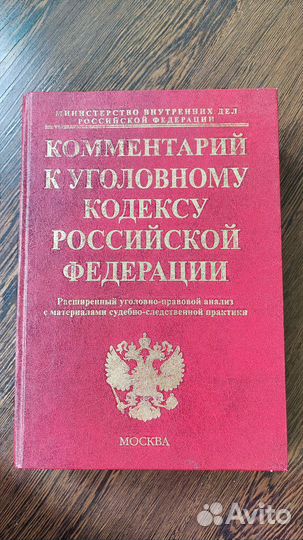 МИНИСТЕРСТВО ВНУТРЕННИХ ДЕЛ
РОССИЙСКОЙ ФЕДЕРАЦИИ
КОММЕНТАРИЙ
К УГОЛОВНОМУ
КОДЕКСУ
РОССИЙСКОЙ
ФЕДЕРАЦИИ
Расширенный уголовно-правовой анализ
с материалами судебно-следственной практики
МОСКВА
Avito